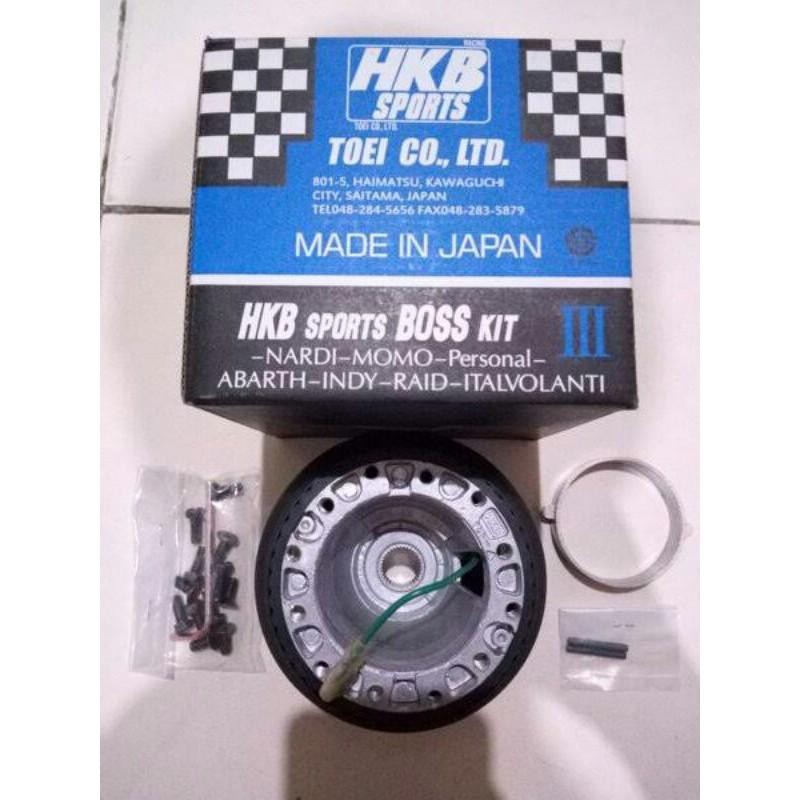 RACING
HKB
SPORTS
TOEI CO., LTD.
TOEI CO., LTD.
801-5, HAIMATSU, KAWAGUCHI
CITY, SAITAMA, JAPAN
TEL048-284-5656 FAX048-283-5879
MADE IN JAPAN
HKB SPORTS BOSS KIT III
-NARDI-MOMO-Personal-
ABARTH-INDY-RAID-ITALVOLANTI